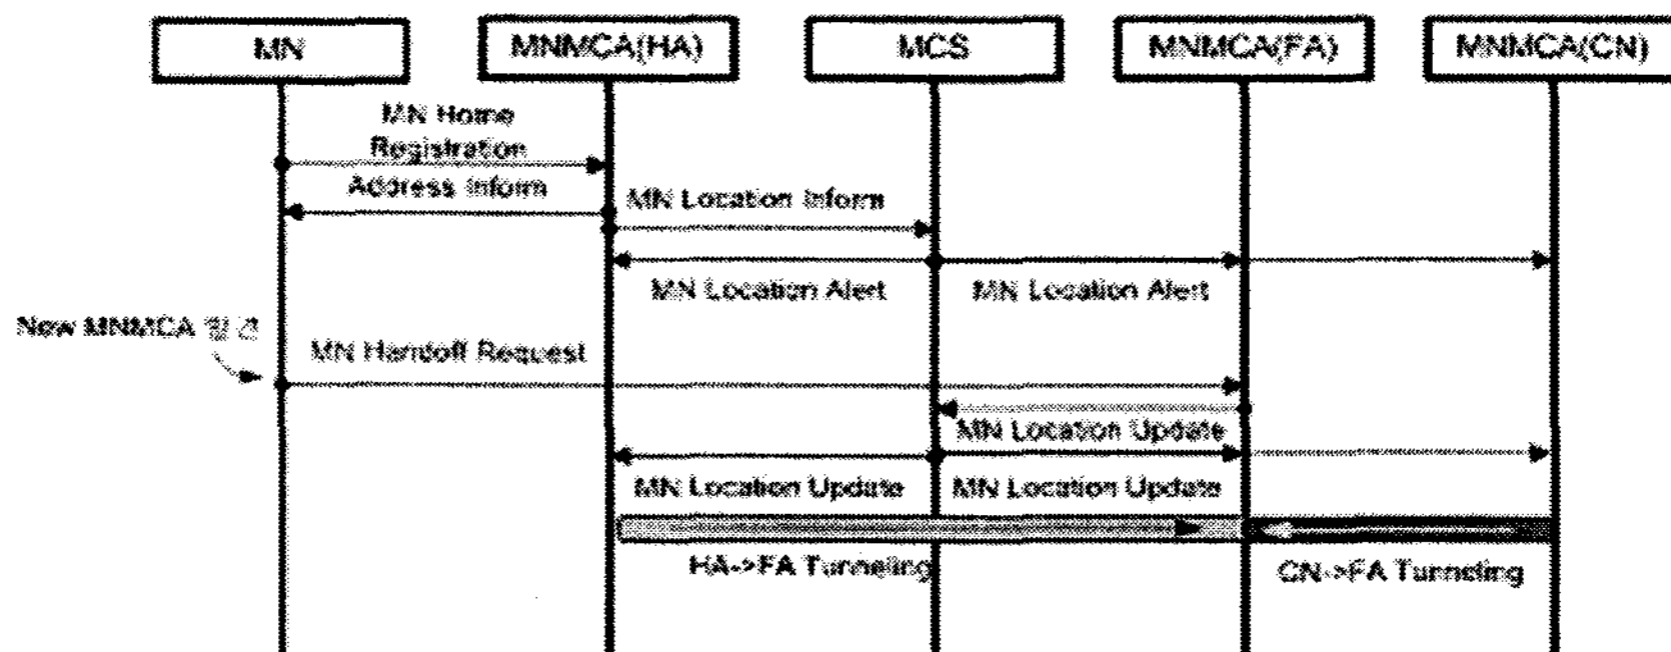 MN
MNMCA(HA)
MCS
MNMCA(FA)
MNMCA(CN)
MN Home
Registration
Address Inform
MN Location Inform
MN Location Alert
MN Location Alert
New MNMCA
MN Handoff Request
MN Location Update
MN Location Update
MN Location Update
HA->FA Tunneling
CN->FA Tunneling